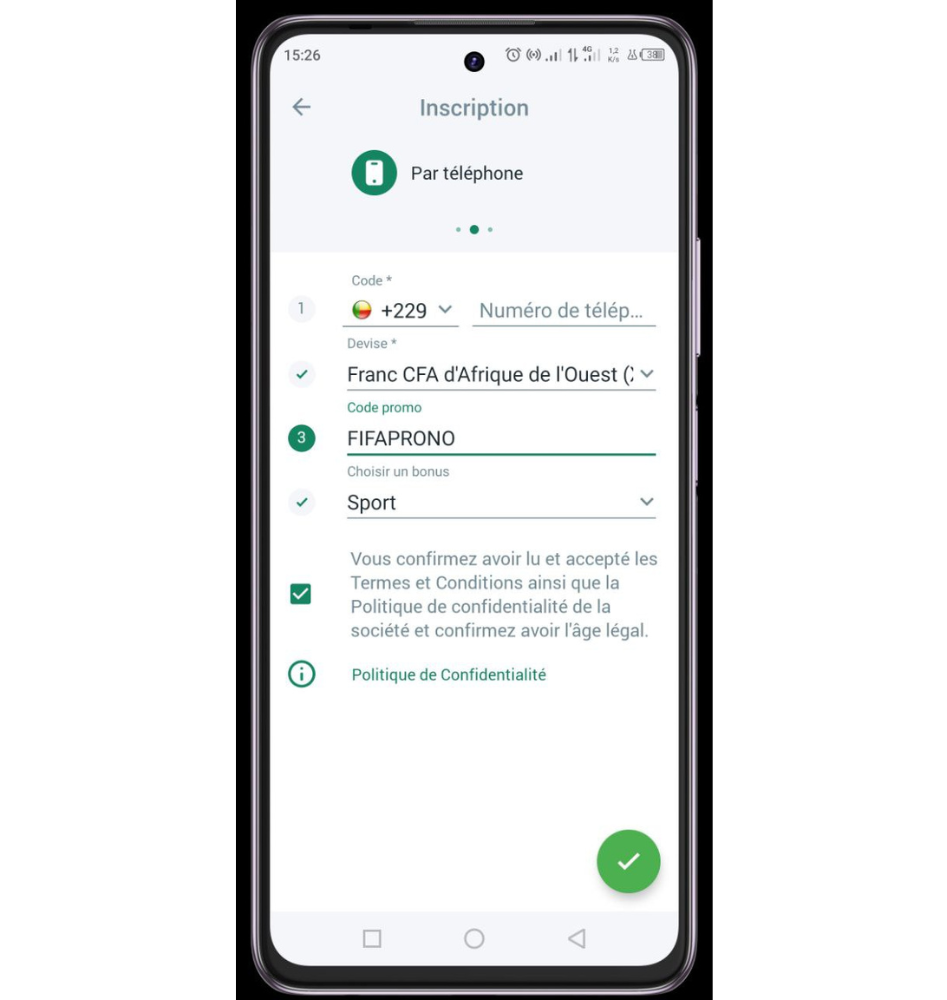 15:26
4G
1,2
K/s
38
Inscription
Par téléphone
Code *
1
+229
Numéro de télép...
Devise *
Franc CFA d'Afrique de l'Ouest (
Code promo
3
FIFAPRONO
Choisir un bonus
Sport
Vous confirmez avoir lu et accepté les
Termes et Conditions ainsi que la
Politique de confidentialité de la
société et confirmez avoir l'âge légal.
Politique de Confidentialité